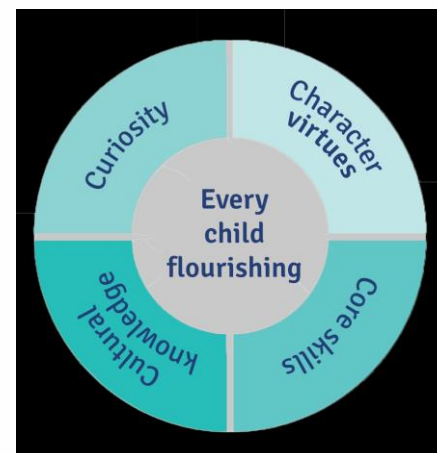 Curiosity
Character
virtues
Every
child
flourishing
Cultural
knowledge
Core skills